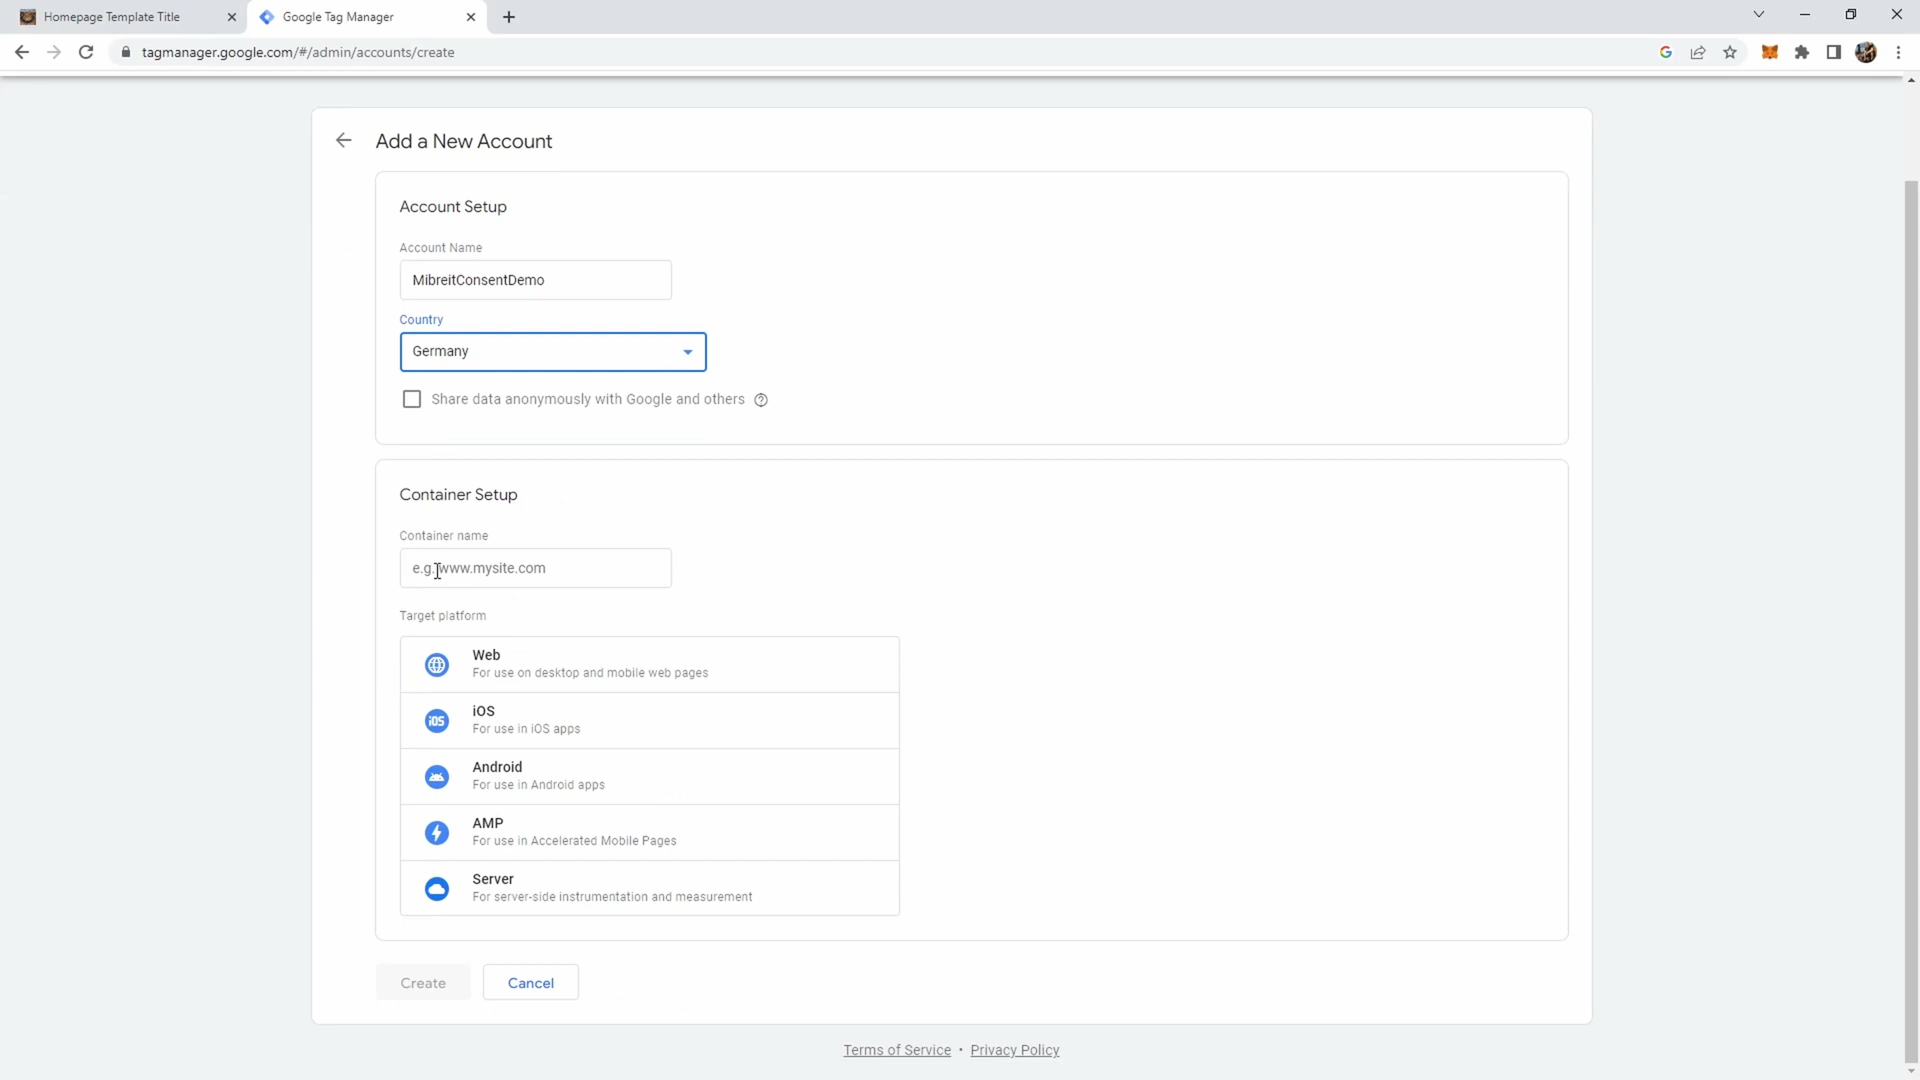 Homepage Template Title
Google Tag Manager
tagmanager.google.com/#/admin/accounts/create
Add a New Account
Account Setup
Account Name
MibreitConsentDemo
Country
Germany
Share data anonymously with Google and others
Container Setup
Container name
e.g. www.mysite.com
Target platform
Web
For use on desktop and mobile web pages
iOS
iOS
For use in iOS apps
Android
For use in Android apps
AMP
For use in Accelerated Mobile Pages
Server
For server-side instrumentation and measurement
Create Cancel
Terms of Service • Privacy Policy